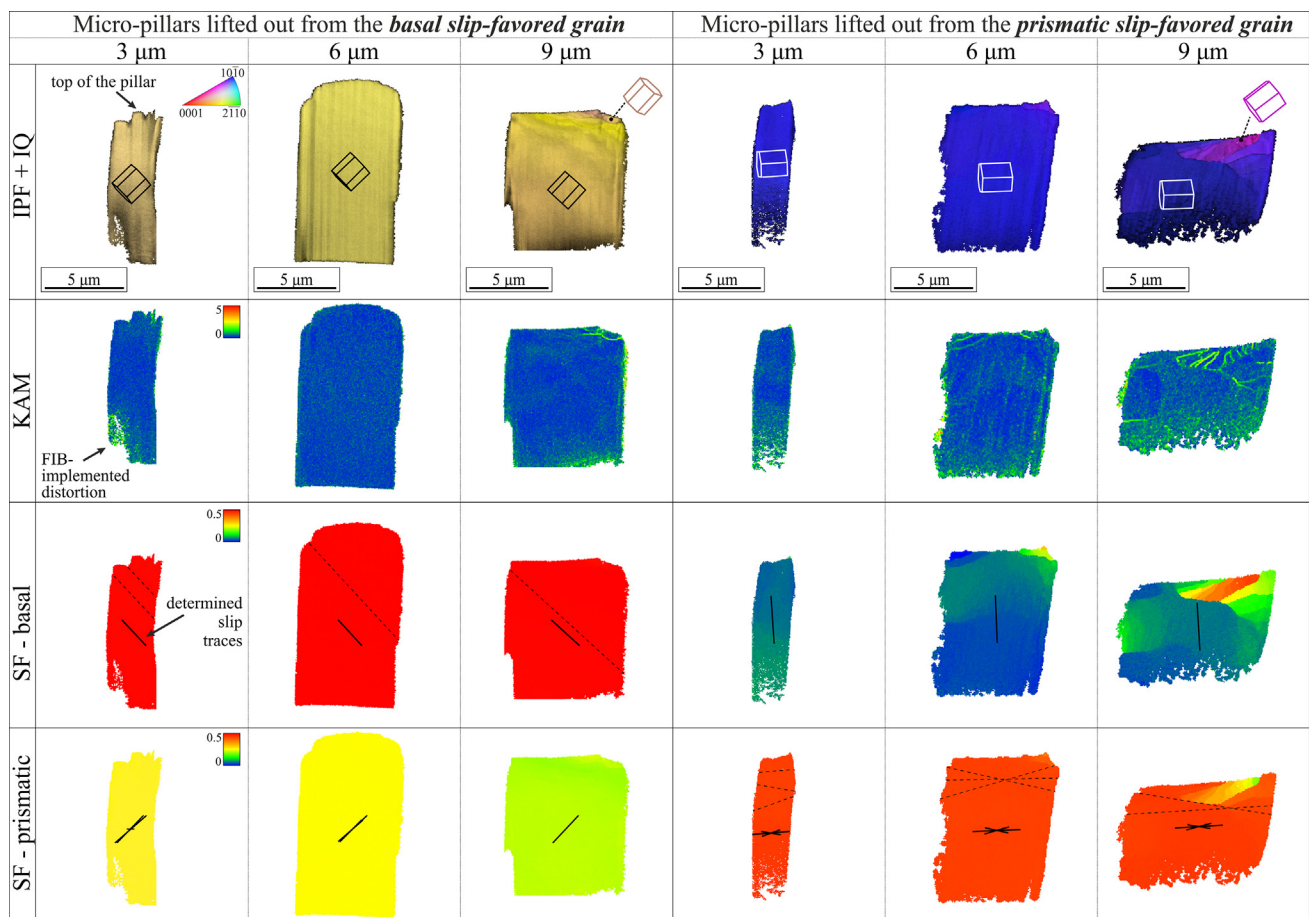 Micro-pillars lifted out from the basal slip-favored grain
Micro-pillars lifted out from the prismatic slip-favored grain
3 µm
6 µm
9 µm
3 µm
6 µm
9 µm
IPF + IQ
top of the pillar
101̄0
0001
2110
5 µm
5 µm
5 µm
5 µm
5 µm
5 µm
KAM
5
0
FIB-
implemented
distortion
SF - basal
0.5
0
determined
slip
traces
SF - prismatic
0.5
0